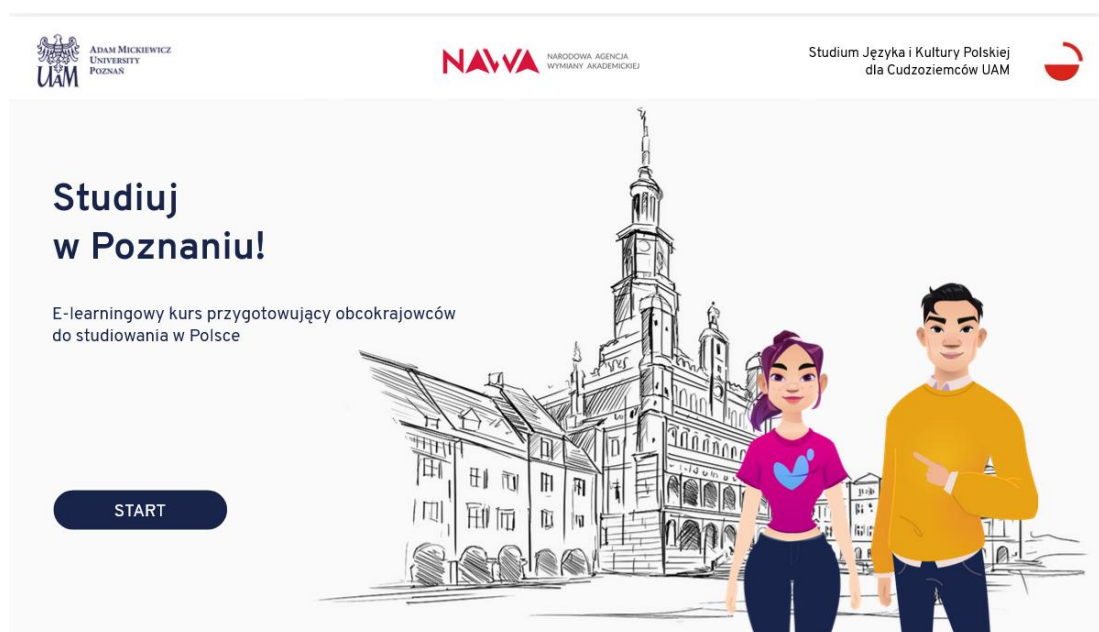 ADAM MICKIEWICZ
UNIVERSITY
POZNAŃ
UAM
NAWA
NARODOWA AGENCJA
WYMIANY AKADEMICKIEJ
Studium Języka i Kultury Polskiej
dla Cudzoziemców UAM
Studiuj
w Poznaniu!
E-learningowy kurs przygotowujący obcokrajowców
do studiowania w Polsce
START